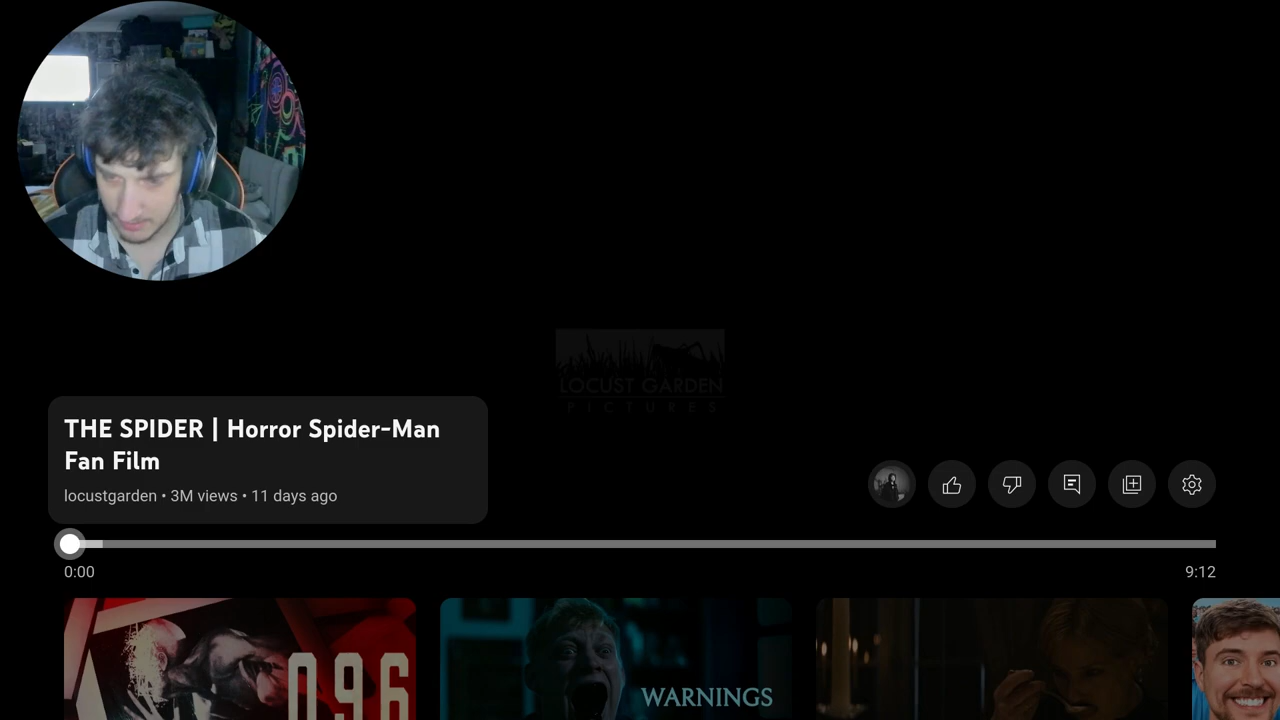 LOCUST GARDEN
PICTURES
THE SPIDER | Horror Spider-Man
Fan Film
locustgarden • 3M views • 11 days ago
0:00
9:12
096
WARNINGS